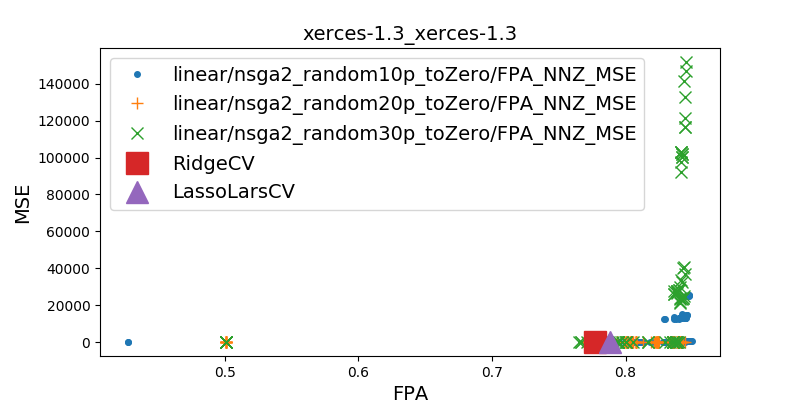 xerces-1.3_xerces-1.3
linear/nsga2_random10p_toZero/FPA_NNZ_MSE
linear/nsga2_random20p_toZero/FPA_NNZ_MSE
linear/nsga2_random30p_toZero/FPA_NNZ_MSE
RidgeCV
LassoLarsCV
MSE
140000
120000
100000
80000
60000
40000
20000
0
0.5 0.6 0.7 0.8
FPA